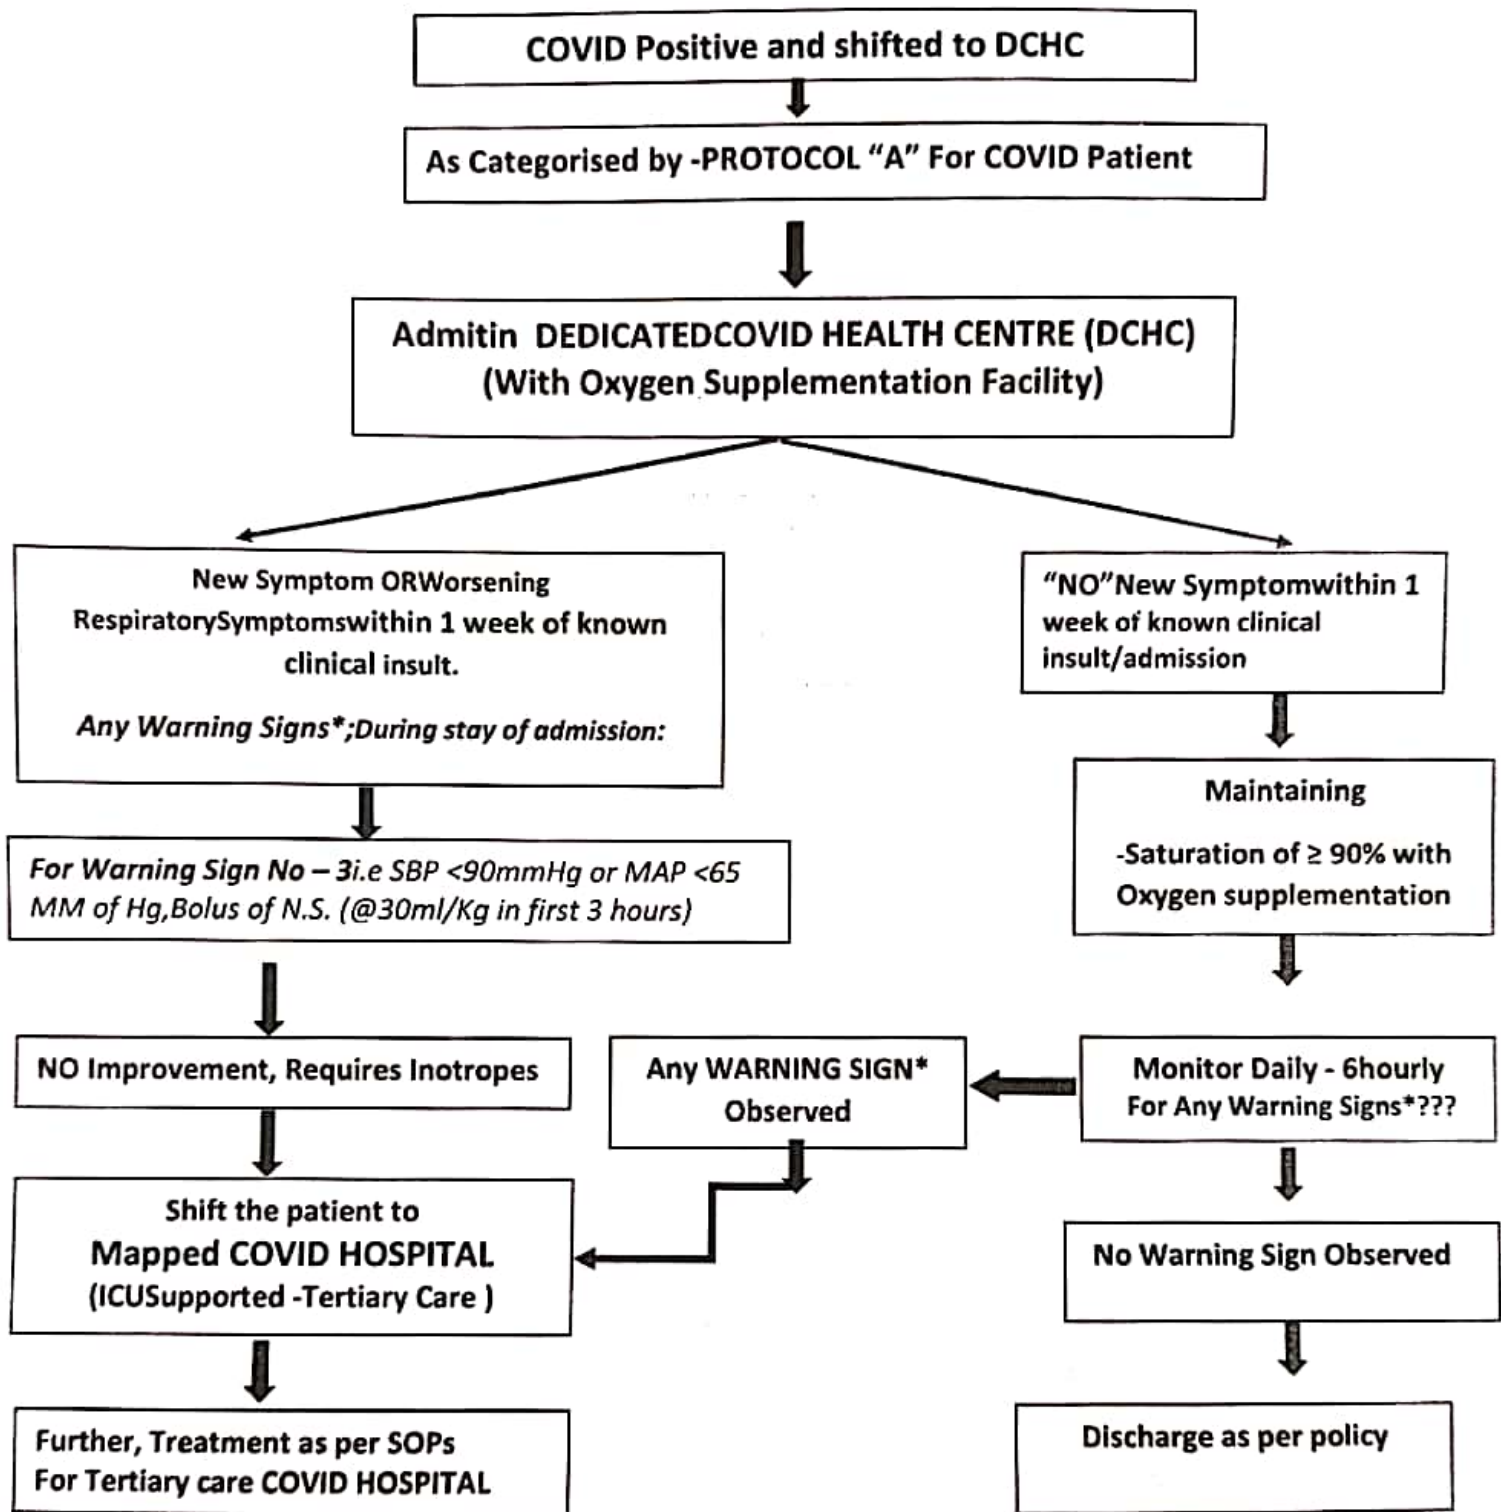 COVID Positive and shifted to DCHC
As Categorised by -PROTOCOL “A” For COVID Patient
Admitin DEDICATEDCOVID HEALTH CENTRE (DCHC)
(With Oxygen Supplementation Facility)
New Symptom ORWorsening
RespiratorySymptomswithin 1 week of known
clinical insult.
Any Warning Signs*;During stay of admission:
For Warning Sign No – 3i.e SBP <90mmHg or MAP <65
MM of Hg,Bolus of N.S. (@30ml/Kg in first 3 hours)
NO Improvement, Requires Inotropes
Shift the patient to
Mapped COVID HOSPITAL
(ICUSupported -Tertiary Care )
Further, Treatment as per SOPs
For Tertiary care COVID HOSPITAL
“NO”New Symptomwithin 1
week of known clinical
insult/admission
Maintaining
-Saturation of ≥ 90% with
Oxygen supplementation
Monitor Daily - 6hourly
For Any Warning Signs*???
Any WARNING SIGN*
Observed
No Warning Sign Observed
Discharge as per policy